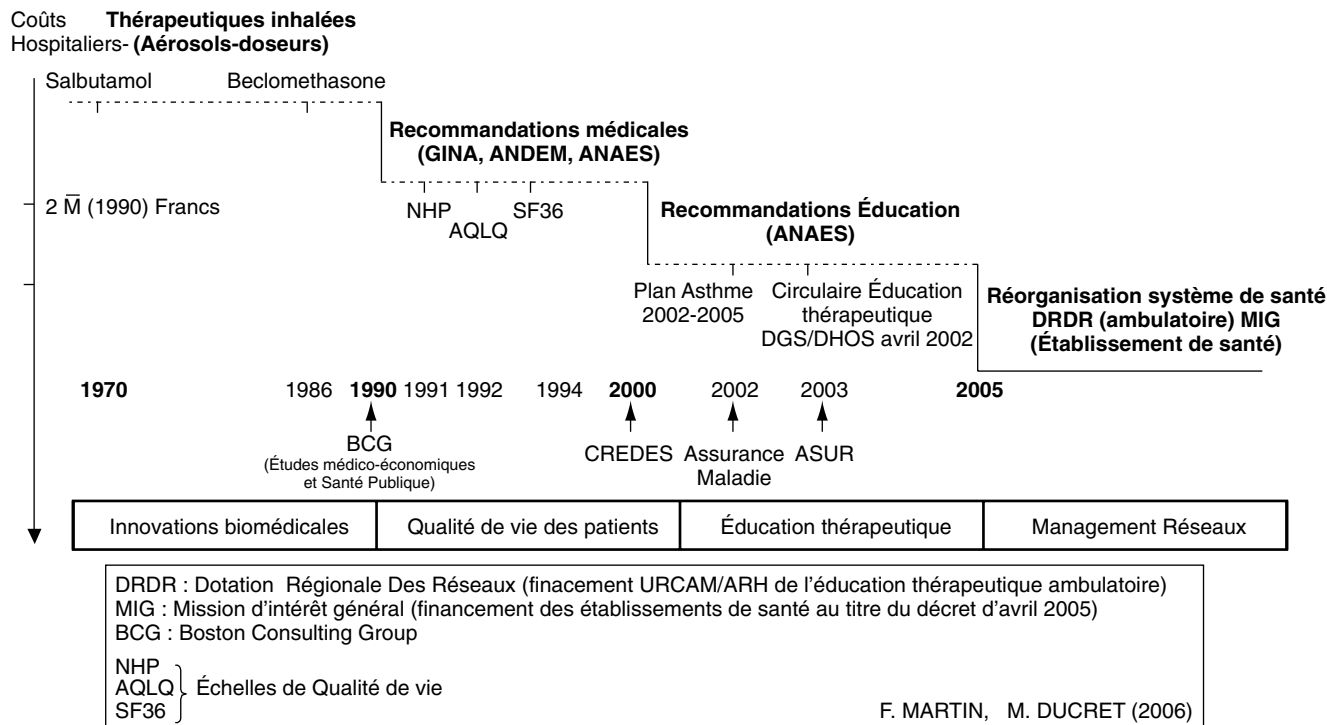 Coûts Thérapeutiques inhalées
Hospitaliers- (Aérosols-doseurs)
Salbutamol Beclomethasone
Recommandations médicales
(GINA, ANDEM, ANAES)
2 M̅ (1990) Francs
NHP SF36
AQLQ
Recommandations Éducation
(ANAES)
Plan Asthme
2002-2005
Circulaire Éducation
thérapeutique
DGS/DHOS avril 2002
Réorganisation système de santé
DRDR (ambulatoire) MIG
(Établissement de santé)
1970 1986 1990 1991 1992 1994 2000 2002 2003 2005
BCG
(Études médico-économiques
et Santé Publique)
CREDES
Assurance
Maladie
ASUR
Innovations biomédicales
Qualité de vie des patients
Éducation thérapeutique
Management Réseaux
DRDR : Dotation Régionale Des Réseaux (finacement URCAM/ARH de l'éducation thérapeutique ambulatoire)
MIG : Mission d'intérêt général (financement des établissements de santé au titre du décret d'avril 2005)
BCG : Boston Consulting Group
NHP
AQLQ Échelles de Qualité de vie
SF36
F. MARTIN, M. DUCRET (2006)